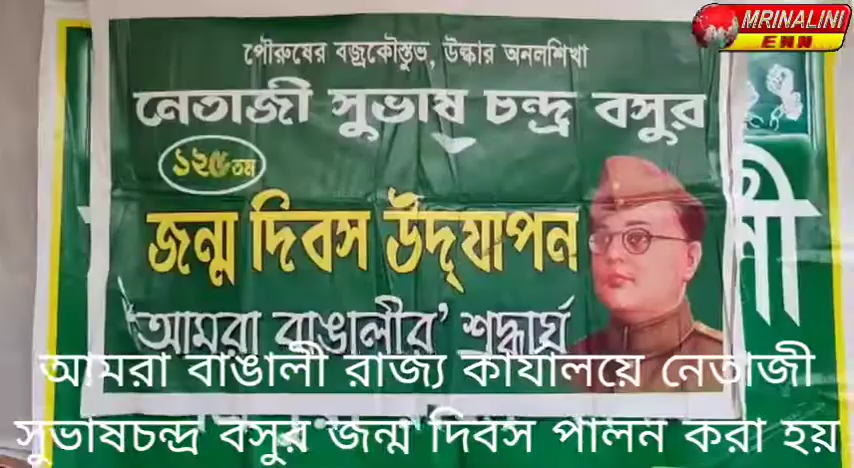 MRINALINI
ENN
পৌরুষের বজ্রকৌস্তুভ, উল্কার অনলশিখা
নেতাজী সুভাষ চন্দ্র বসুর
১২৫তম
জন্ম দিবস উদ্‌যাপন
'আমরা বাঙালীর' শ্রদ্ধার্ঘ
আমরা বাঙালী রাজ্য কার্যালয়ে নেতাজী
সুভাষচন্দ্র বসুর জন্ম দিবস পালন করা হয়